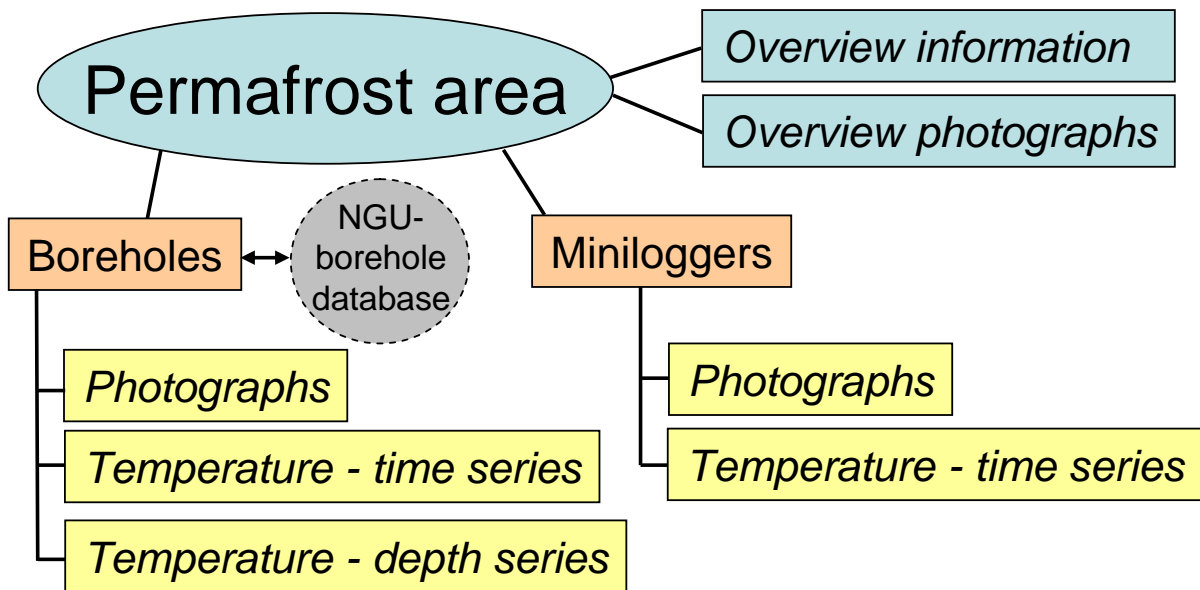 Permafrost area
Overview information
Overview photographs
Boreholes
NGU-
borehole
database
Miniloggers
Photographs
Temperature - time series
Temperature - depth series
Photographs
Temperature - time series